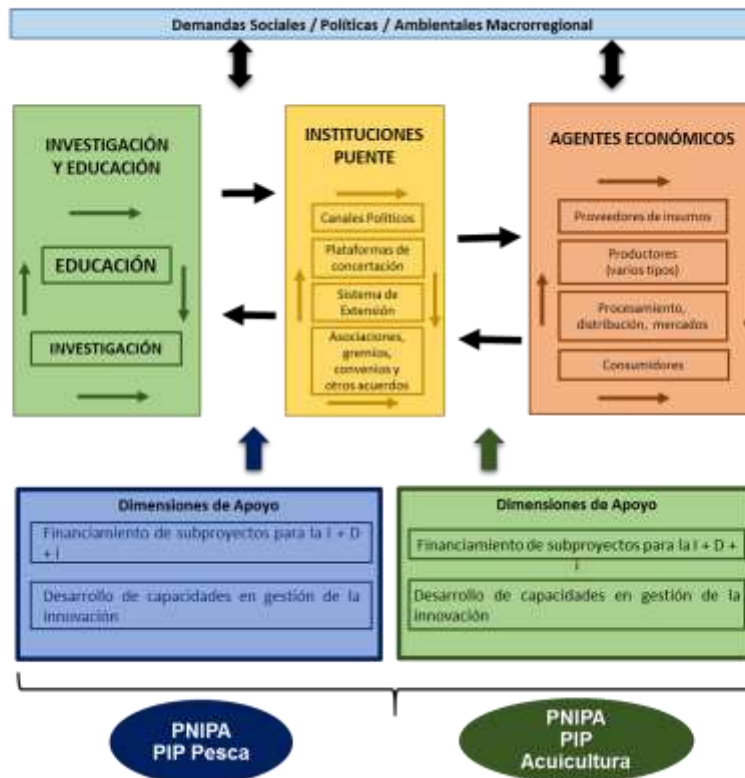 Demandas Sociales / Políticas / Ambientales Macrorregional
INVESTIGACIÓN
Y EDUCACIÓN
EDUCACIÓN
INVESTIGACIÓN
INSTITUCIONES
PUENTE
Canales Políticos
Plataformas de
concertación
Sistema de
Extensión
Asociaciones,
gremios,
convenios y
otros acuerdos
AGENTES ECONÓMICOS
Proveedores de insumos
Productores
(varios tipos)
Procesamiento,
distribución, mercados
Consumidores
Dimensiones de Apoyo
Financiamiento de subproyectos para la I + D
+ i
Desarrollo de capacidades en gestión de la
innovación
Dimensiones de Apoyo
Financiamiento de subproyectos para la I + D +
i
Desarrollo de capacidades en gestión de la
innovación
PNIPA
PIP Pesca
PNIPA
PIP
Acuicultura